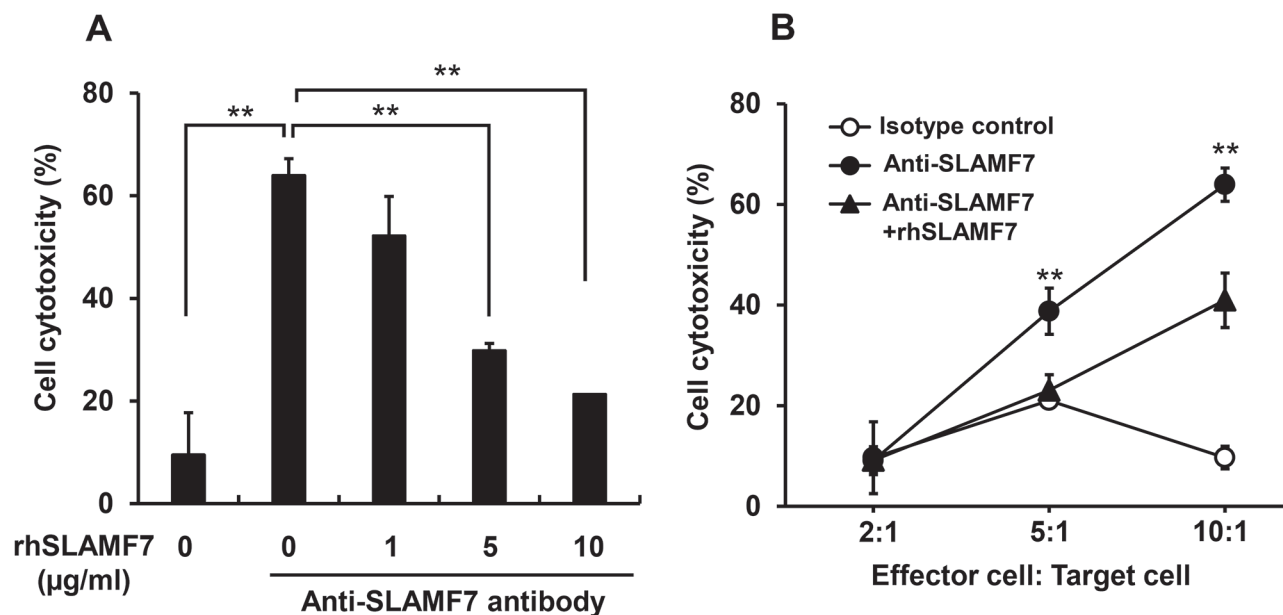 A
**
**
**
80
60
40
20
0
Cell cytotoxicity (%)
rhSLAMF7 0 0 1 5 10
(µg/ml)
Anti-SLAMF7 antibody
B
80
60
40
20
0
Cell cytotoxicity (%)
Isotype control
Anti-SLAMF7
Anti-SLAMF7
+rhSLAMF7
**
**
2:1 5:1 10:1
Effector cell: Target cell